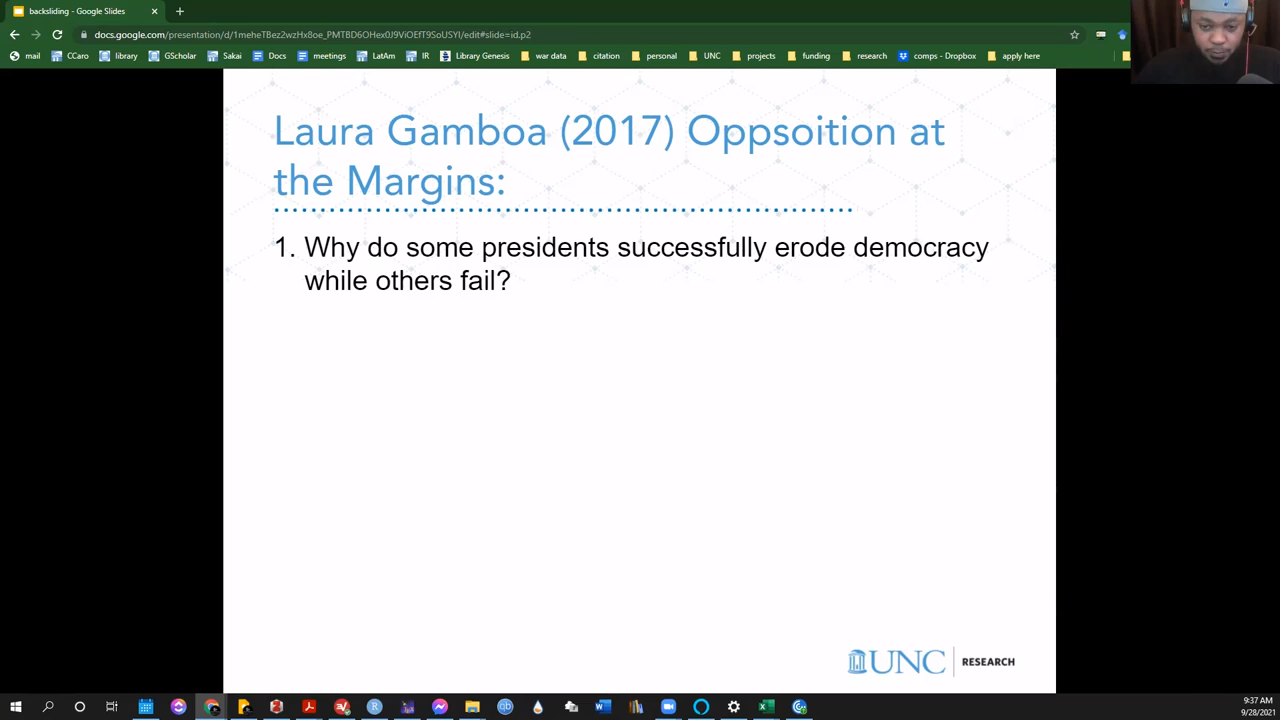 backsliding - Google Slides
docs.google.com/presentation/d/1meheTBez2wzHx8oe_PMT8D6OHex0J9ViOEfT9SoUSYI/edit#slide=id.p2
mail CCaro library GScholar Sakai Docs meetings LatAm IR Library Genesis war data citation personal UNC projects funding research comps - Dropbox apply here
Laura Gamboa (2017) Oppsoition at
the Margins:
1. Why do some presidents successfully erode democracy
while others fail?
UNC RESEARCH
9:37 AM
9/28/2021